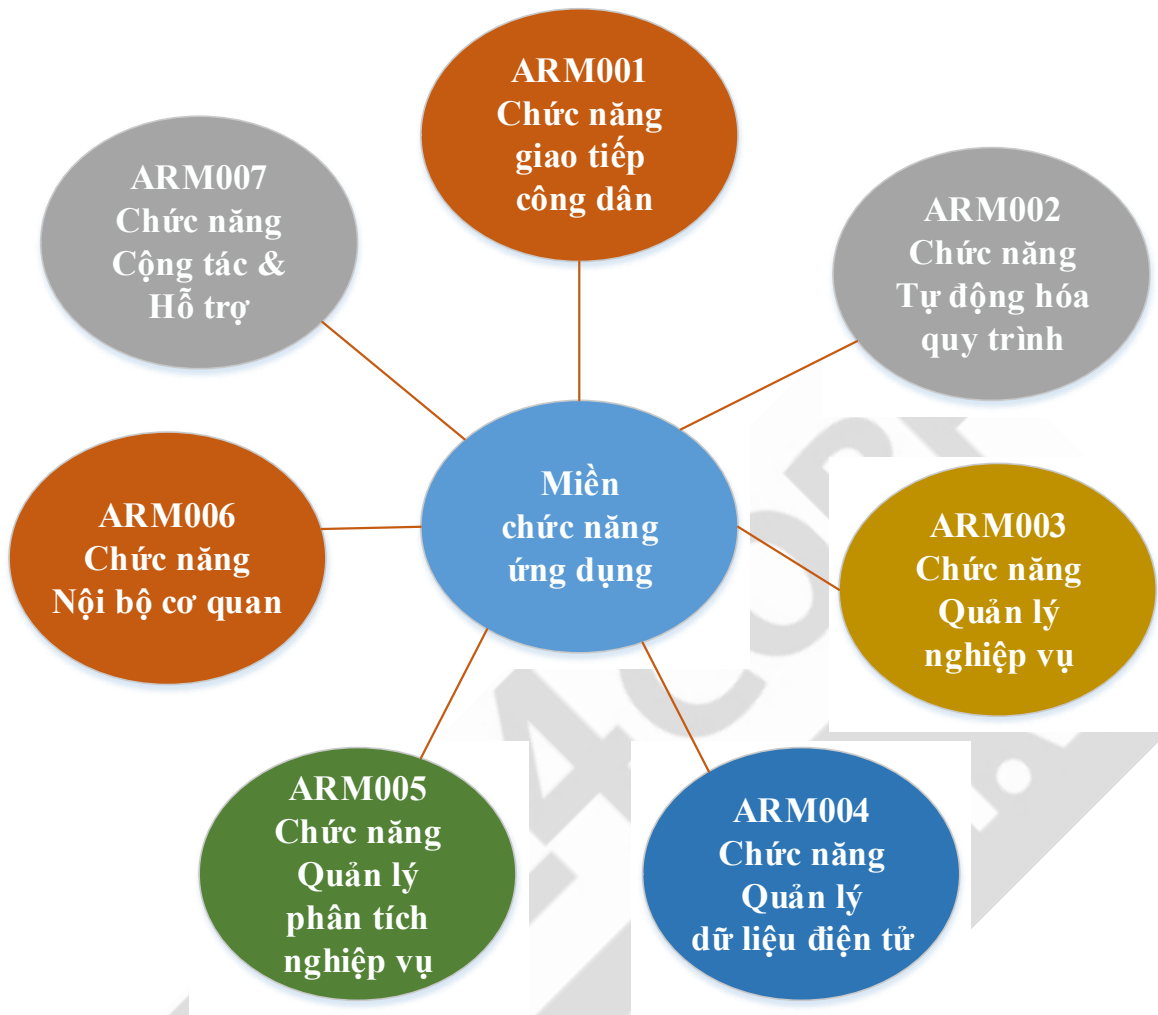 ARM001
Chức năng
giao tiếp
công dân
ARM007
Chức năng
Cộng tác &
Hỗ trợ
ARM002
Chức năng
Tự động hóa
quy trình
Miền
chức năng
ứng dụng
ARM006
Chức năng
Nội bộ cơ quan
ARM003
Chức năng
Quản lý
nghiệp vụ
ARM005
Chức năng
Quản lý
phân tích
nghiệp vụ
ARM004
Chức năng
Quản lý
dữ liệu điện tử